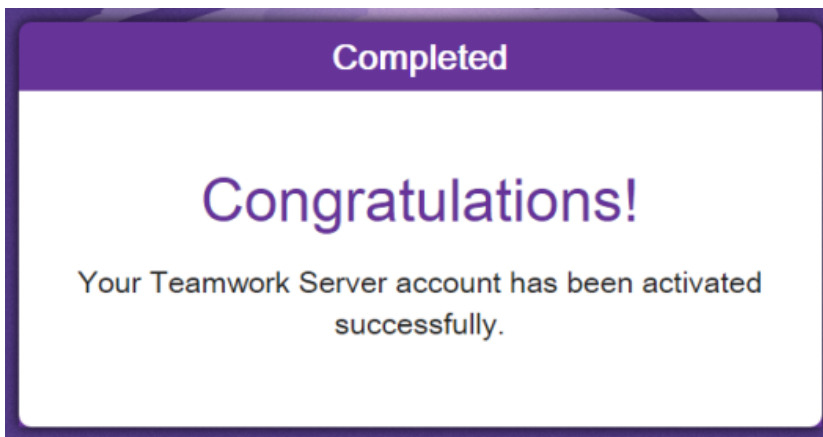 Completed
Congratulations!
Your Teamwork Server account has been activated
successfully.